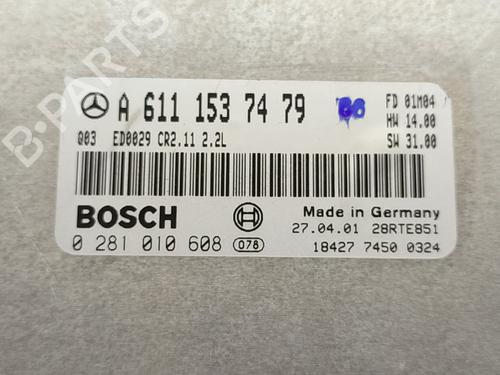 A 611 153 74 79
FD 01M04
HW 14.00
SW 31.00
Q03 ED0029 CR2.11 2.2L
BOSCH
0 281 010 608 078
Made in Germany
27.04.01 28RTE851
18427 7450 0324
B-PARTS